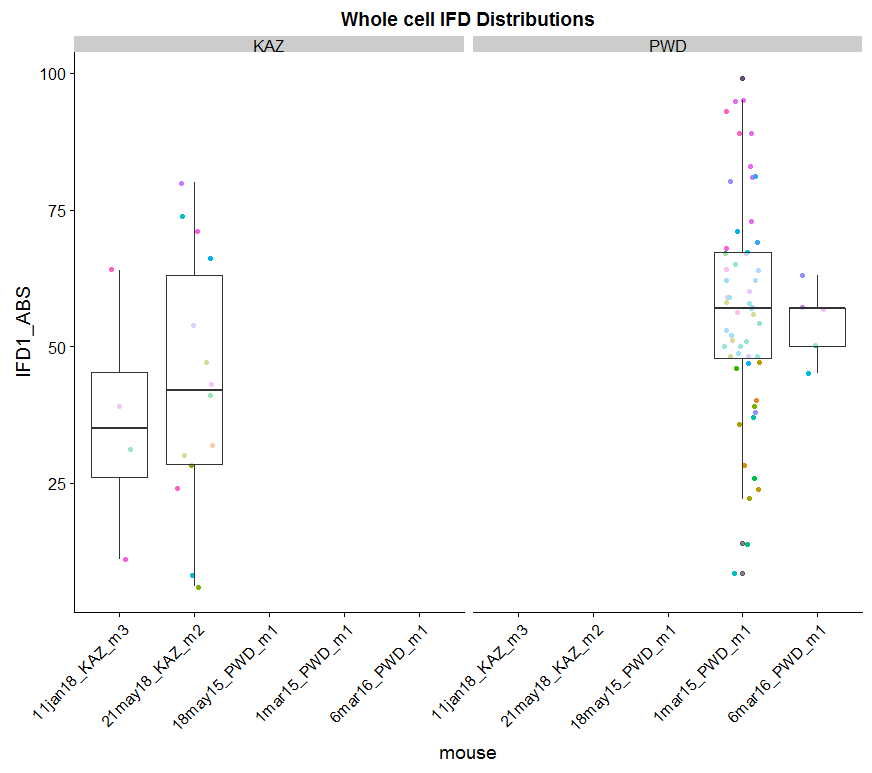 Whole cell IFD Distributions
KAZ
PWD
IFD1_ABS
100
75
50
25
11jan18_KAZ_m3
21may18_KAZ_m2
18may15_PWD_m1
1mar15_PWD_m1
6mar16_PWD_m1
11jan18_KAZ_m3
21may18_KAZ_m2
18may15_PWD_m1
1mar15_PWD_m1
6mar16_PWD_m1
mouse